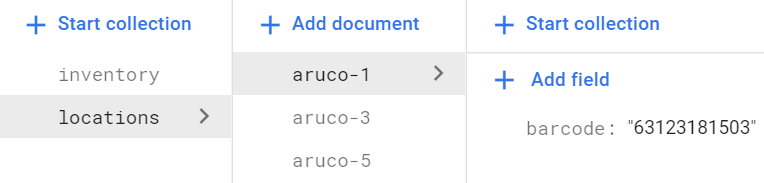 Start collection
inventory
locations
Add document
aruco-1
aruco-3
aruco-5
Start collection
Add field
barcode: "63123181503"